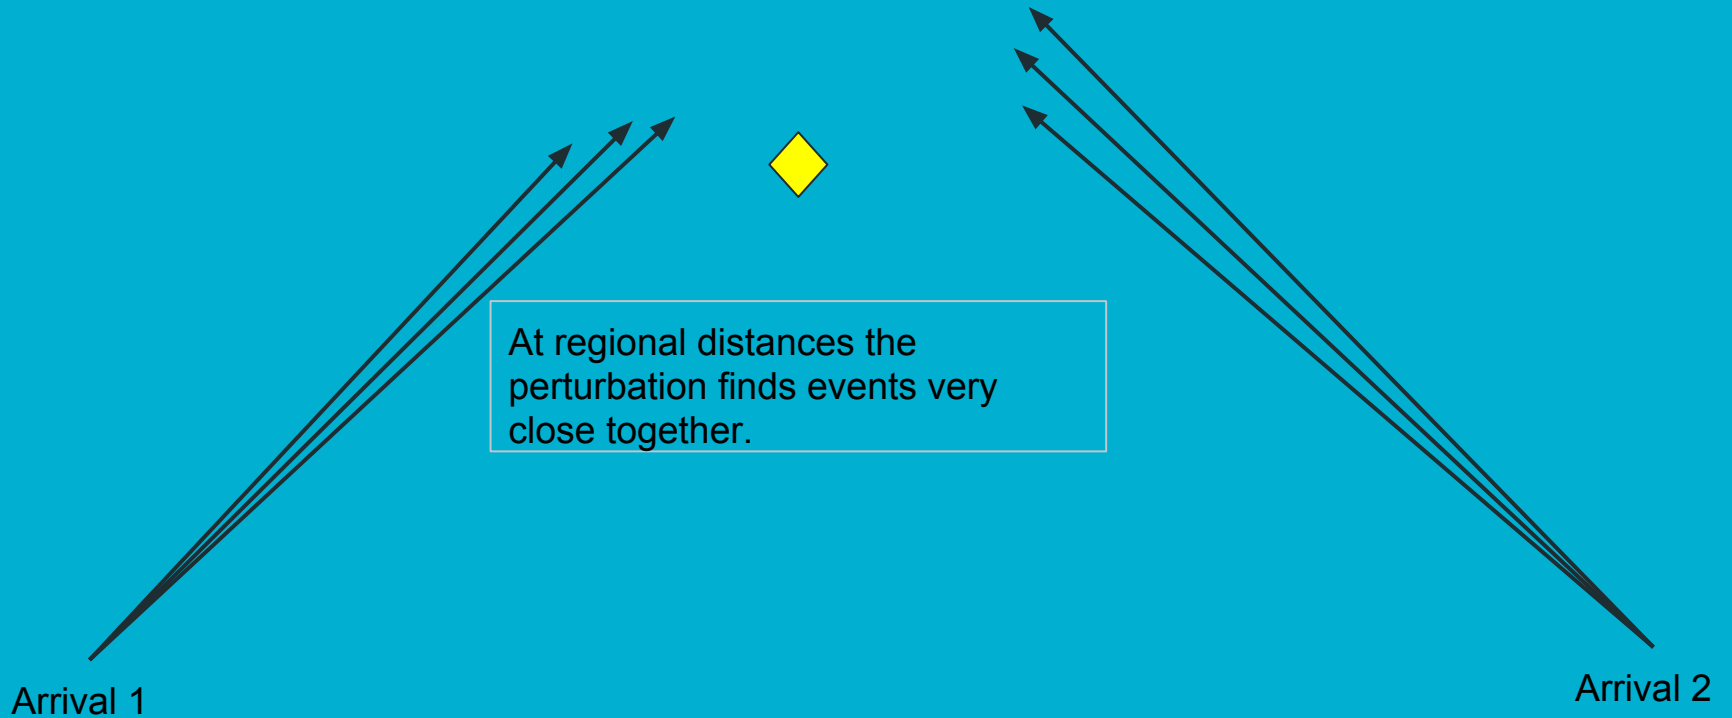 At regional distances the
perturbation finds events very
close together.
Arrival 1
Arrival 2